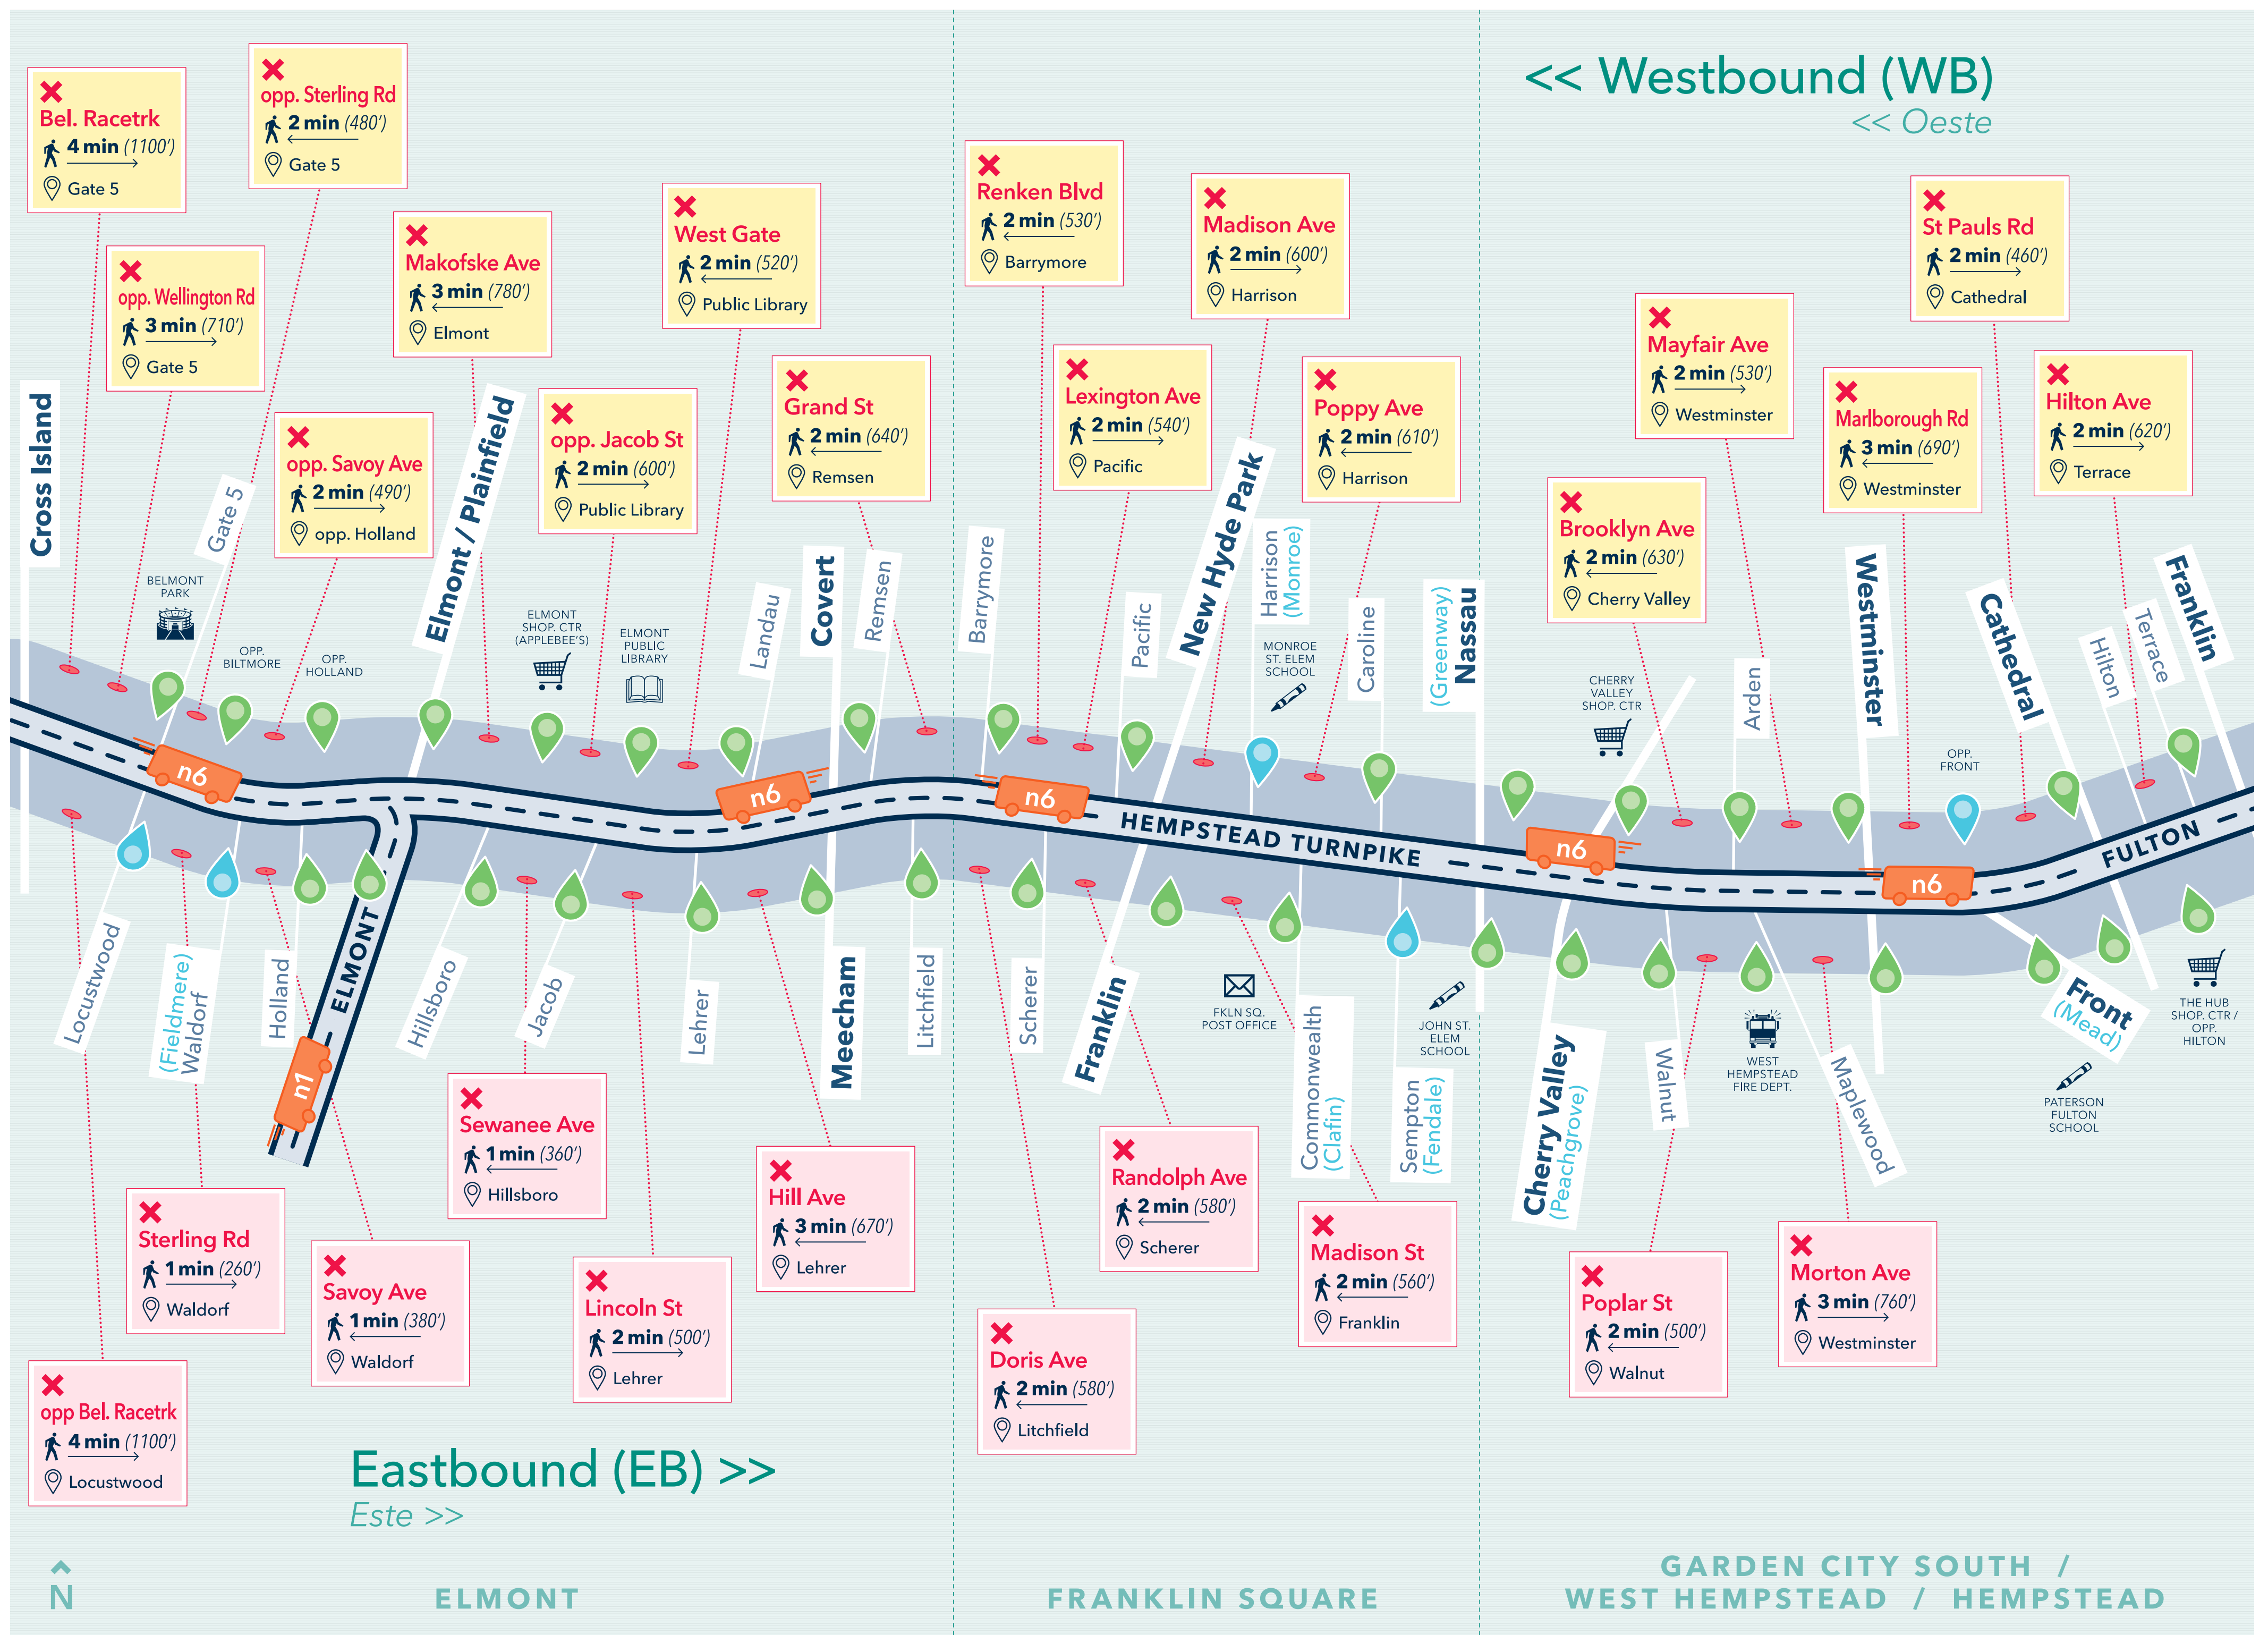 << Westbound (WB)
<< Oeste
Bel. Racetrk
4 min (1100')
Gate 5
opp. Sterling Rd
2 min (480')
Gate 5
opp. Wellington Rd
3 min (710')
Gate 5
opp. Savoy Ave
2 min (490')
opp. Holland
Makofske Ave
3 min (780')
Elmont
opp. Jacob St
2 min (600')
Public Library
West Gate
2 min (520')
Public Library
Grand St
2 min (640')
Remsen
Renken Blvd
2 min (530')
Barrymore
Lexington Ave
2 min (540')
Pacific
Madison Ave
2 min (600')
Harrison
Poppy Ave
2 min (610')
Harrison
Brooklyn Ave
2 min (630')
Cherry Valley
Mayfair Ave
2 min (530')
Westminster
Marlborough Rd
3 min (690')
Westminster
St Pauls Rd
2 min (460')
Cathedral
Hilton Ave
2 min (620')
Terrace
Cross Island
BELMONT
PARK
Gate 5
OPP.
BILTMORE
OPP.
HOLLAND
Elmont / Plainfield
ELMONT
SHOP. CTR
(APPLEBEE'S)
ELMONT
PUBLIC
LIBRARY
Landau
Covert
Remsen
Barrymore
Pacific
New Hyde Park
Harrison
(Monroe)
MONROE
ST. ELEM
SCHOOL
Caroline
(Greenway)
Nassau
CHERRY
VALLEY
SHOP. CTR
Arden
Westminster
OPP.
FRONT
Cathedral
Hilton
Terrace
Franklin
n6
n6
n6
n6
n6
HEMPSTEAD TURNPIKE
FULTON
ELMONT
n1
Locustwood
(Fieldmere)
Waldorf
Holland
Hillsboro
Jacob
Lehrer
Meecham
Litchfield
Scherer
Franklin
FKLN SQ.
POST OFFICE
Commonwealth
(Claflin)
JOHN ST.
ELEM
SCHOOL
Sempton
(Fendale)
Cherry Valley
(Peachgrove)
Walnut
WEST
HEMPSTEAD
FIRE DEPT.
Maplewood
Front
(Mead)
PATERSON
FULTON
SCHOOL
THE HUB
SHOP. CTR /
OPP.
HILTON
opp Bel. Racetrk
4 min (1100')
Locustwood
Sterling Rd
1 min (260')
Waldorf
Savoy Ave
1 min (380')
Waldorf
Sewanee Ave
1 min (360')
Hillsboro
Lincoln St
2 min (500')
Lehrer
Hill Ave
3 min (670')
Lehrer
Doris Ave
2 min (580')
Litchfield
Randolph Ave
2 min (580')
Scherer
Madison St
2 min (560')
Franklin
Poplar St
2 min (500')
Walnut
Morton Ave
3 min (760')
Westminster
Eastbound (EB) >>
Este >>
N
ELMONT
FRANKLIN SQUARE
GARDEN CITY SOUTH /
WEST HEMPSTEAD / HEMPSTEAD